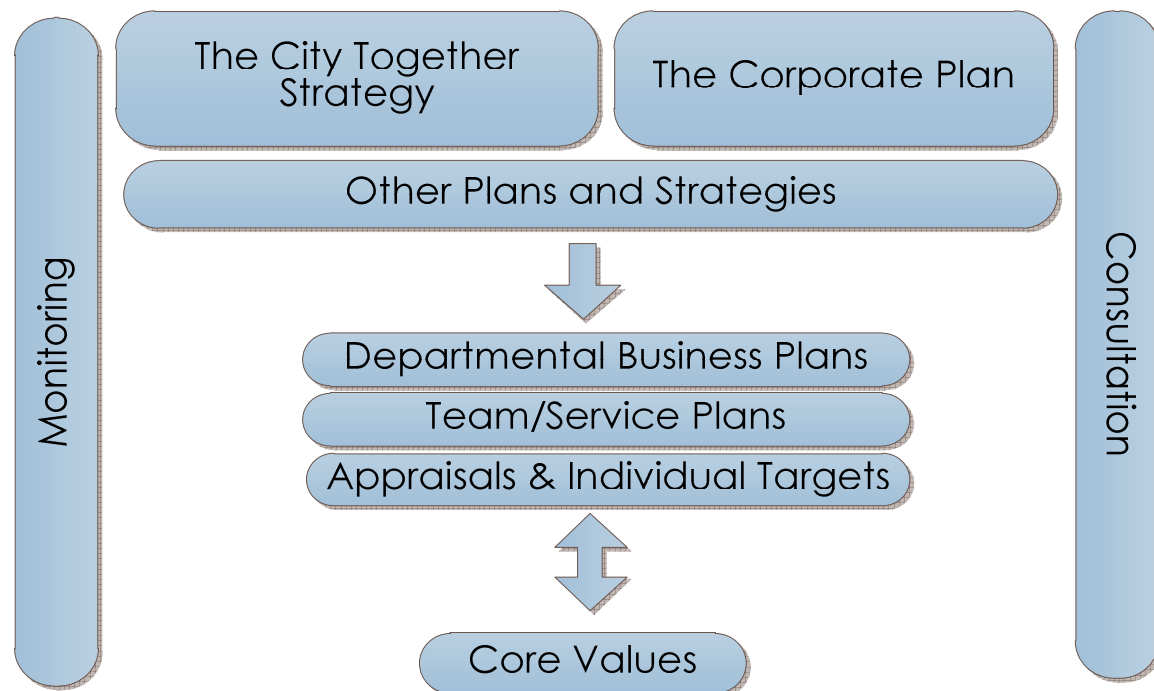 The City Together
Strategy
The Corporate Plan
Other Plans and Strategies
Monitoring
Consultation
Departmental Business Plans
Team/Service Plans
Appraisals & Individual Targets
Core Values